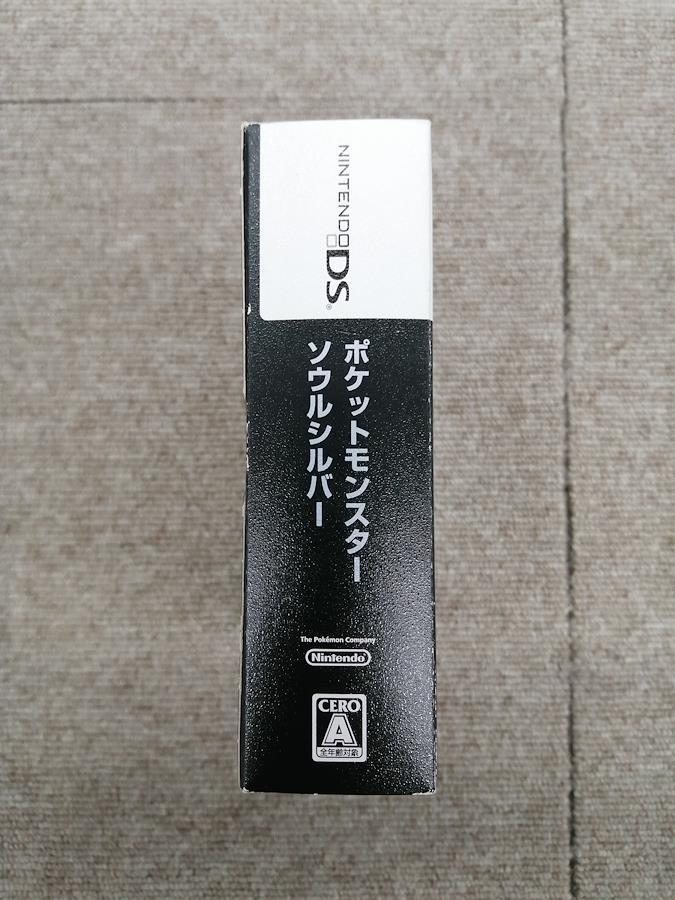 NINTENDO DS®
ポケットモンスター
ソウルシルバー
The Pokémon Company
Nintendo
CERO
A
全年齢対象